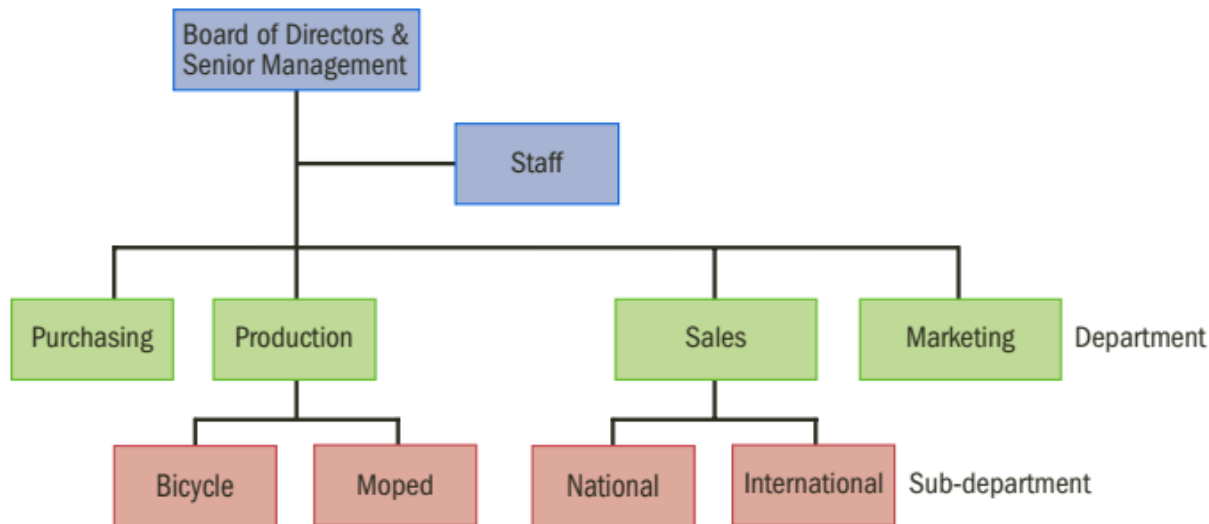 Board of Directors &
Senior Management
Staff
Purchasing
Production
Sales
Marketing
Department
Bicycle
Moped
National
International
Sub-department